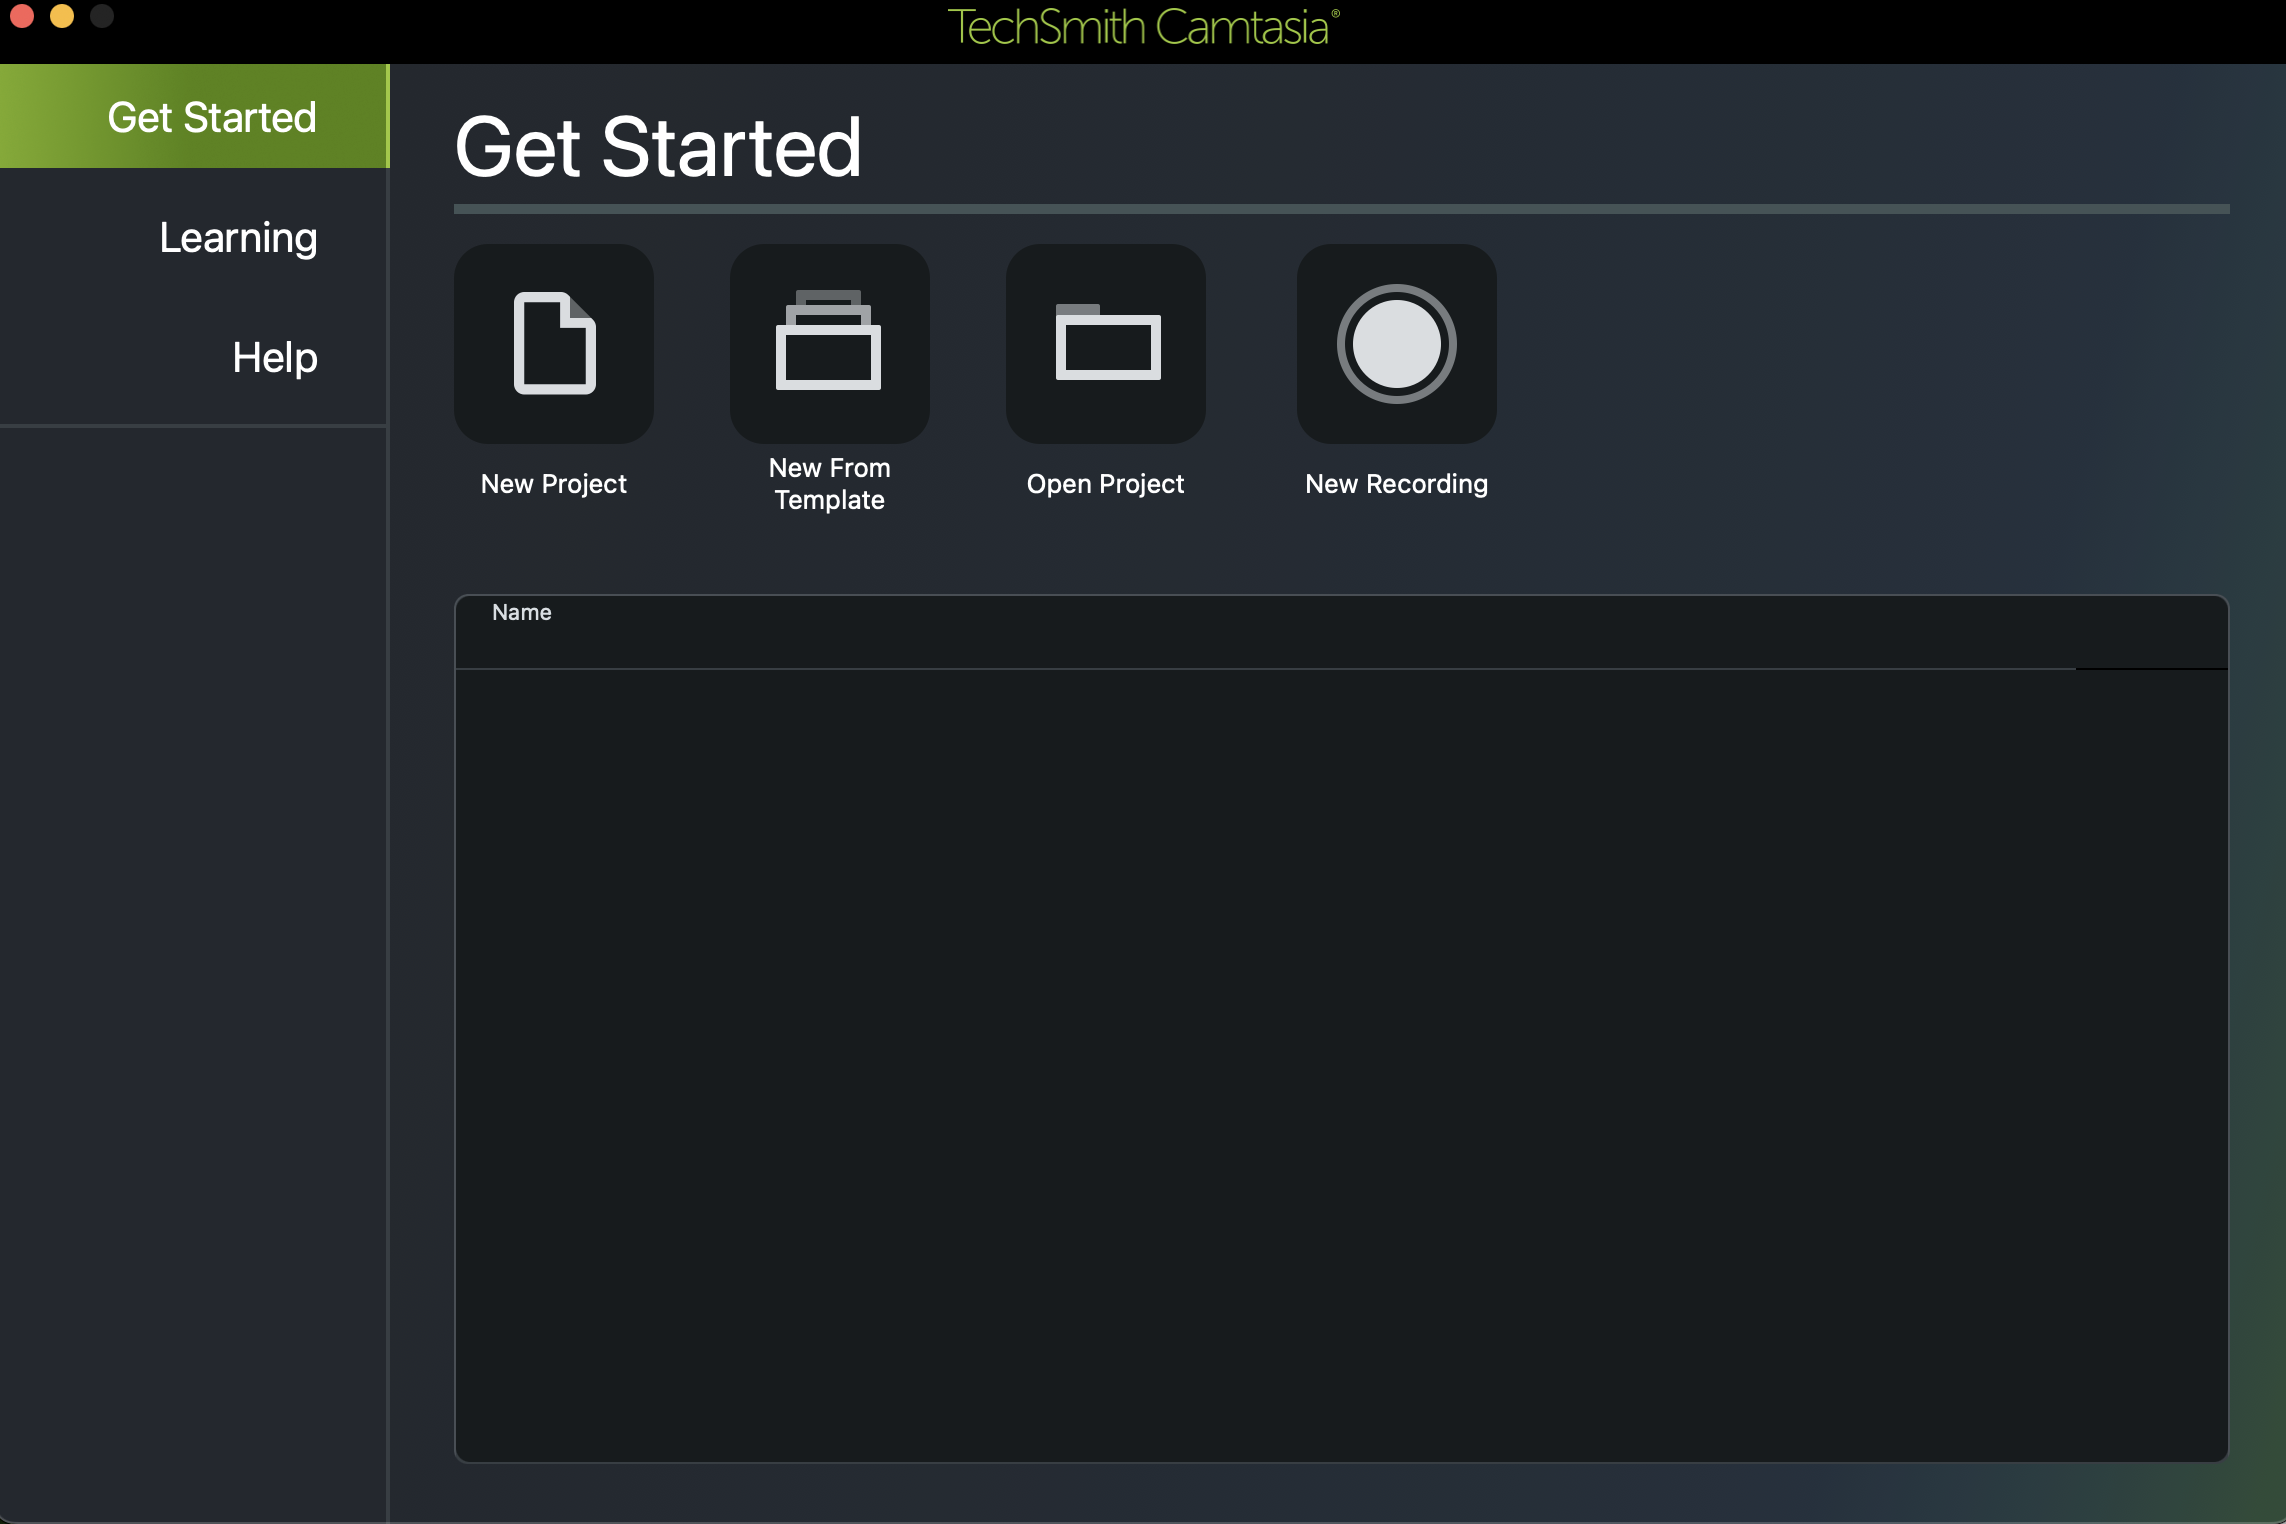 TechSmith Camtasia®
Get Started
Learning
Help
Get Started
New Project
New From
Template
Open Project
New Recording
Name